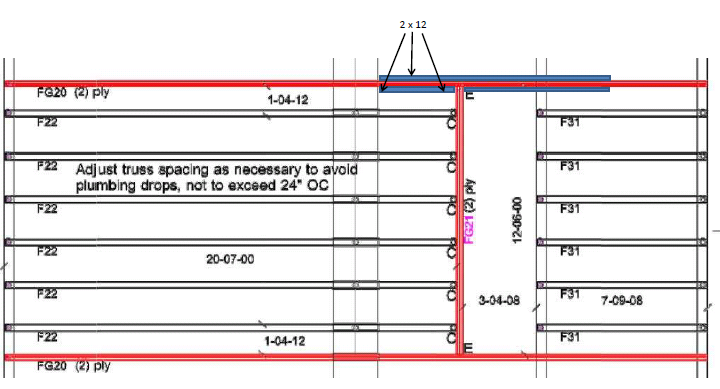 2 x 12
FG20 (2) ply
1-04-12
E
F22
C
F31
F22
Adjust truss spacing as necessary to avoid
plumbing drops, not to exceed 24" OC
C
F31
F22
C
F31
FG21 (2) ply
12-06-00
F22
C
F31
20-07-00
F22
C
3-04-08
F31
7-09-08
F22
1-04-12
C
E
F31
FG20 (2) ply